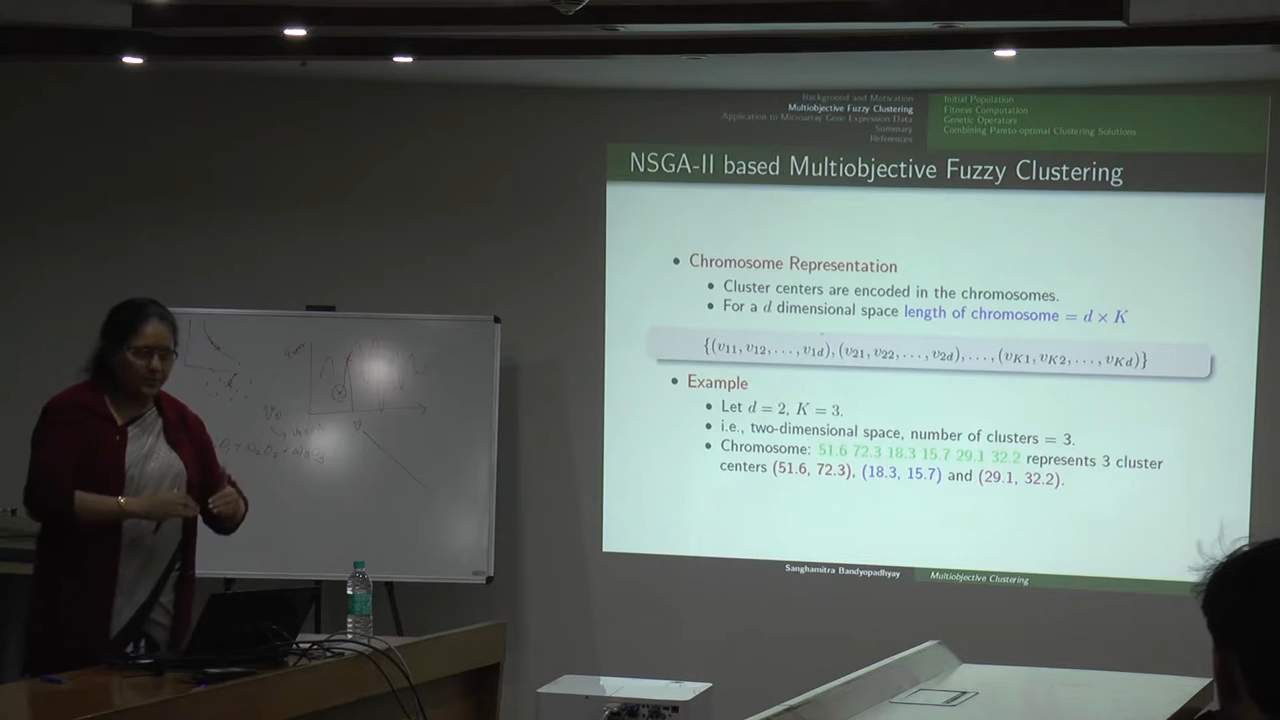 Background and Motivation
Multiobjective Fuzzy Clustering
Application to Microarray Gene Expression Data
Summary
References
Initial Population
Fitness Computation
Genetic Operators
Combining Pareto-optimal Clustering Solutions
NSGA-II based Multiobjective Fuzzy Clustering
• Chromosome Representation
• Cluster centers are encoded in the chromosomes.
• For a d dimensional space length of chromosome = d × K
{(v11, v12, . . . , v1d), (v21, v22, . . . , v2d), . . . , (vK1, vK2, . . . , vKd)}
• Example
• Let d = 2, K = 3.
• i.e., two-dimensional space, number of clusters = 3.
• Chromosome: 51.6 72.3 18.3 15.7 29.1 32.2 represents 3 cluster
centers (51.6, 72.3), (18.3, 15.7) and (29.1, 32.2).
Sanghamitra Bandyopadhyay
Multiobjective Clustering